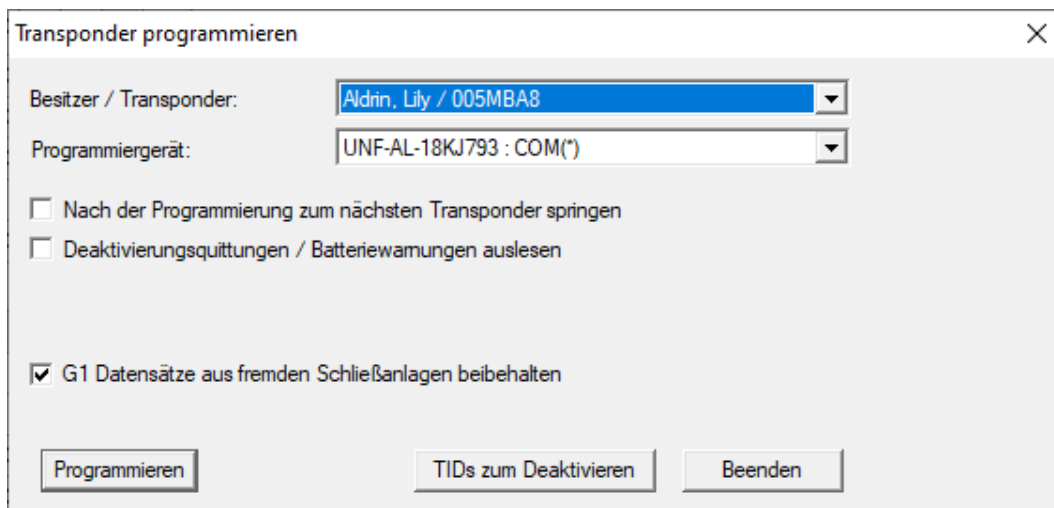 Transponder programmieren
Besitzer / Transponder:
Aldrin, Lily / 005MBA8
Programmiergerät:
UNF-AL-18KJ793 : COM(*)
Nach der Programmierung zum nächsten Transponder springen
Deaktivierungsquittungen / Batteriewarnungen auslesen
G1 Datensätze aus fremden Schließanlagen beibehalten
Programmieren
TIDs zum Deaktivieren
Beenden